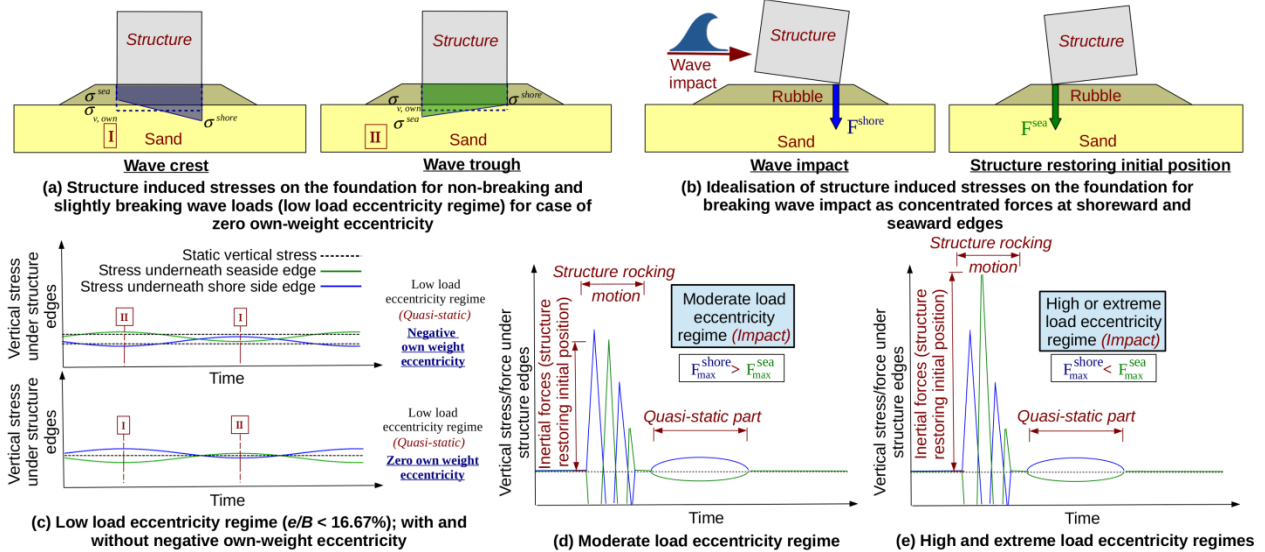 Structure
σ sea
σ v, own
σ shore
I
Sand
Wave crest
Structure
σ v, own
σ shore
σ sea
II
Sand
Wave trough
(a) Structure induced stresses on the foundation for non-breaking and
slightly breaking wave loads (low load eccentricity regime) for case of
zero own-weight eccentricity
Structure
Wave
impact
Rubble
F shore
Sand
Wave impact
Structure
Rubble
F sea
Sand
Structure restoring initial position
(b) Idealisation of structure induced stresses on the foundation for
breaking wave impact as concentrated forces at shoreward and
seaward edges
Static vertical stress
Stress underneath seaside edge
Stress underneath shore side edge
Vertical stress
under structure
edges
II
I
Time
Low load
eccentricity regime
(Quasi-static)
Negative
own weight
eccentricity
Vertical stress
under structure
edges
I
II
Time
Low load
eccentricity regime
(Quasi-static)
Zero own weight
eccentricity
(c) Low load eccentricity regime (e/B < 16.67%); with and
without negative own-weight eccentricity
Vertical stress/force under
structure edges
Inertial forces (structure
restoring initial position)
Structure rocking
motion
Moderate load
eccentricity
regime (Impact)
F shore max > F sea max
Quasi-static part
Time
(d) Moderate load eccentricity regime
Vertical stress/force under
structure edges
Inertial forces (structure
restoring initial position)
Structure rocking
motion
High or extreme
load eccentricity
regime (Impact)
F shore max < F sea max
Quasi-static part
Time
(e) High and extreme load eccentricity regimes